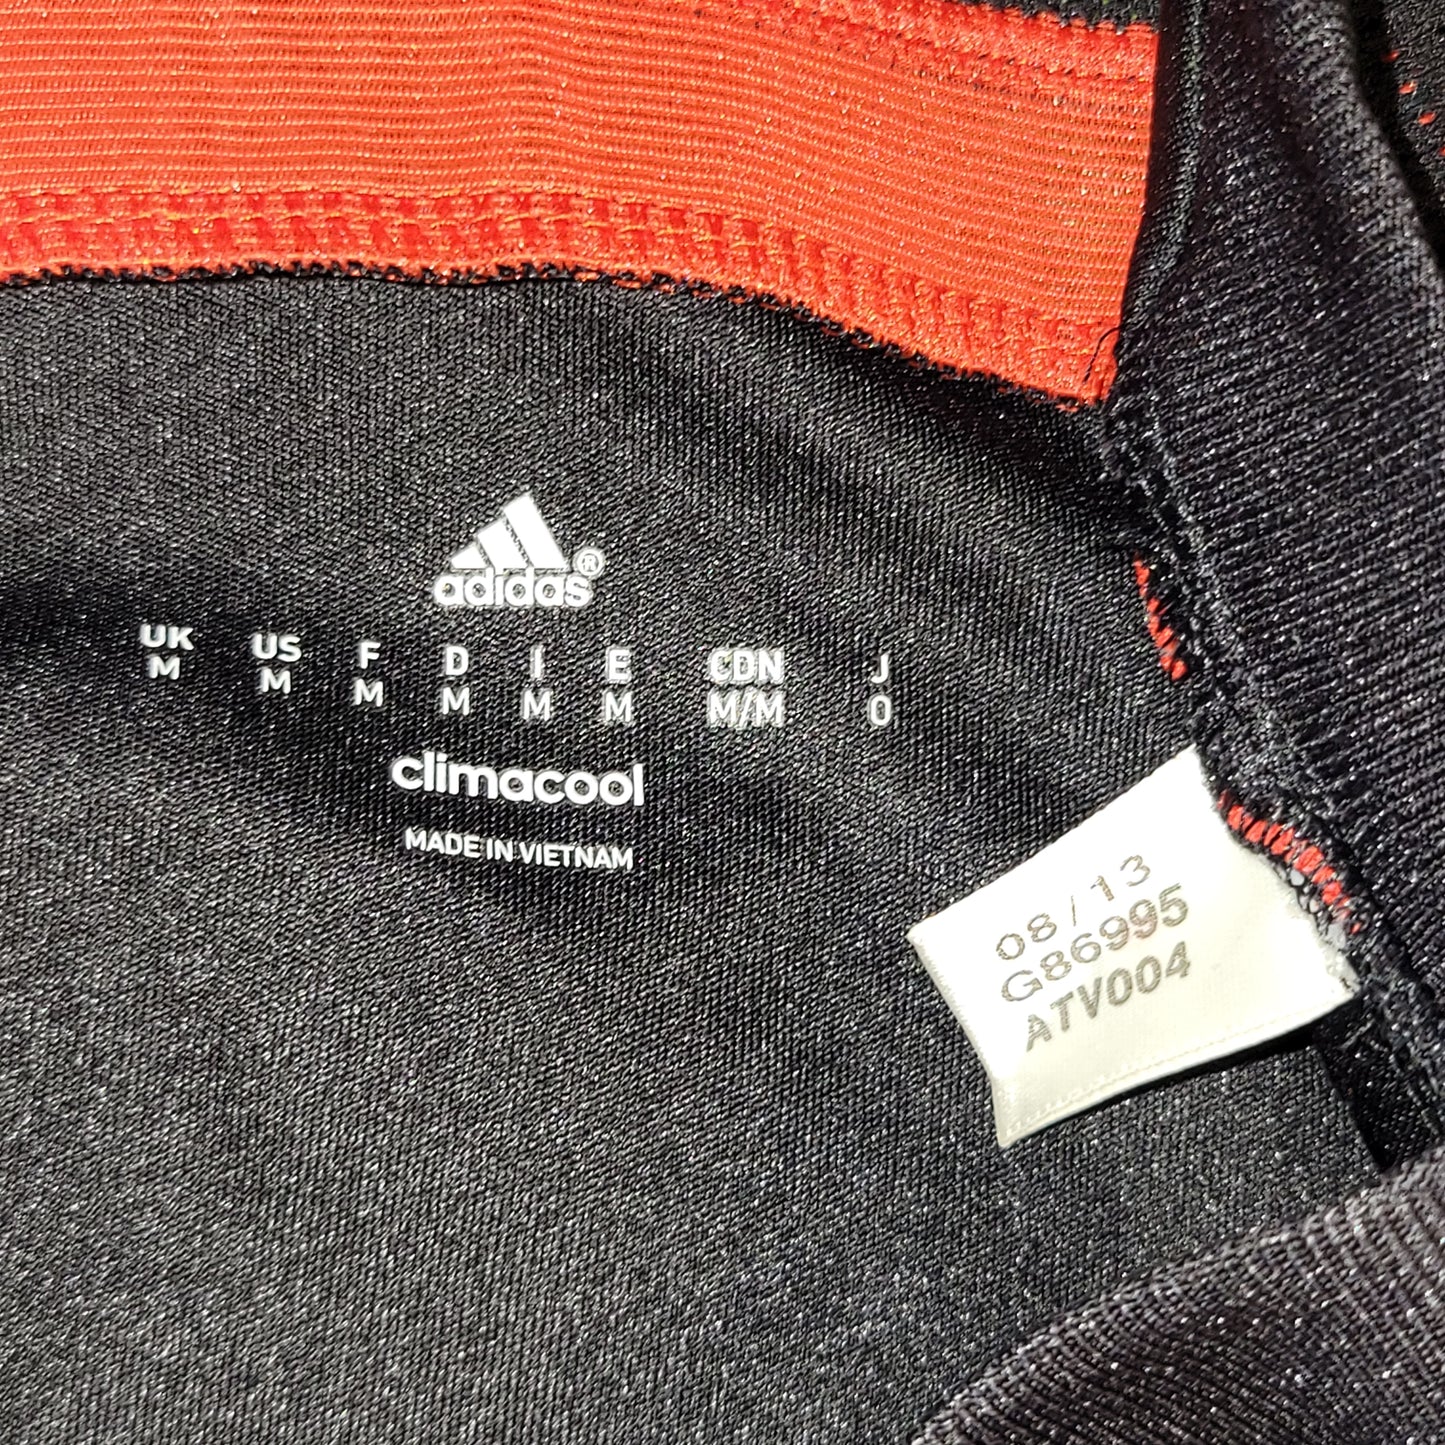 adidas®
UK US F D I E CDN J
M M M M M M M/M O
climacool
MADE IN VIETNAM
08/13
G86995
ATV004